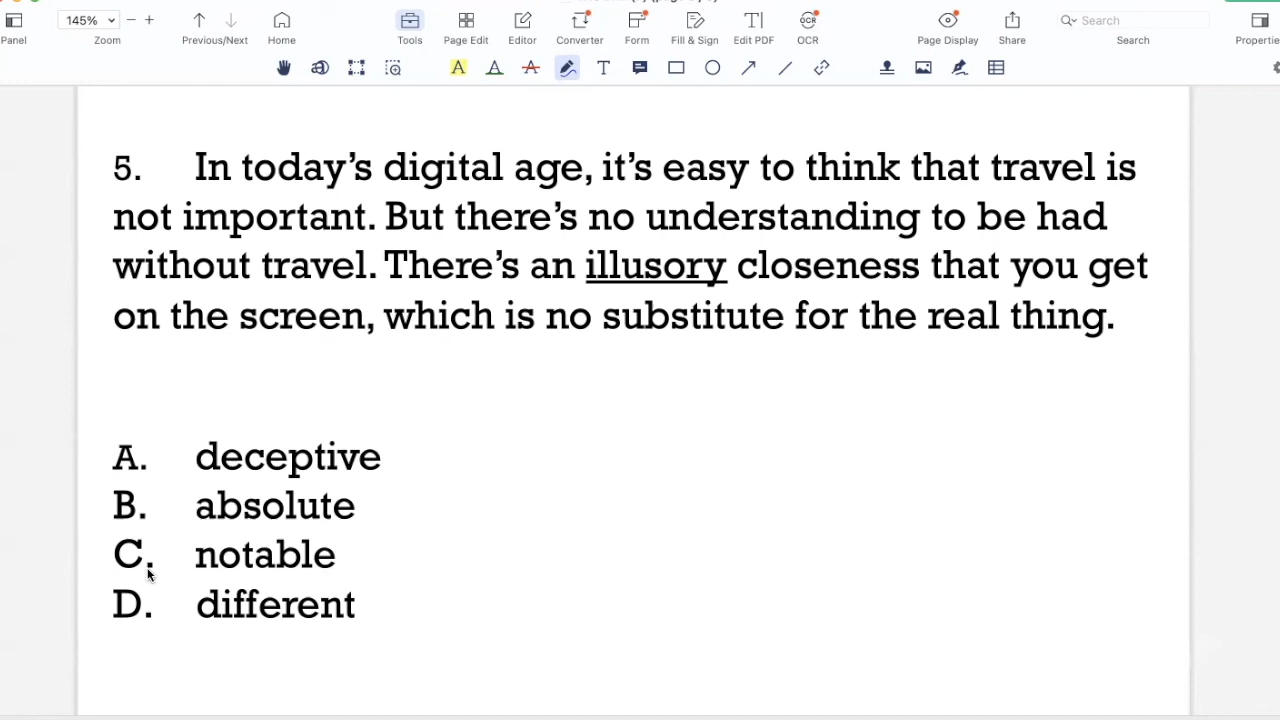 145%
Panel Zoom Previous/Next Home Tools Page Edit Editor Converter Form Fill & Sign Edit PDF OCR Page Display Share Search Search
5. In today’s digital age, it’s easy to think that travel is
not important. But there’s no understanding to be had
without travel. There’s an illusory closeness that you get
on the screen, which is no substitute for the real thing.
A. deceptive
B. absolute
C. notable
D. different